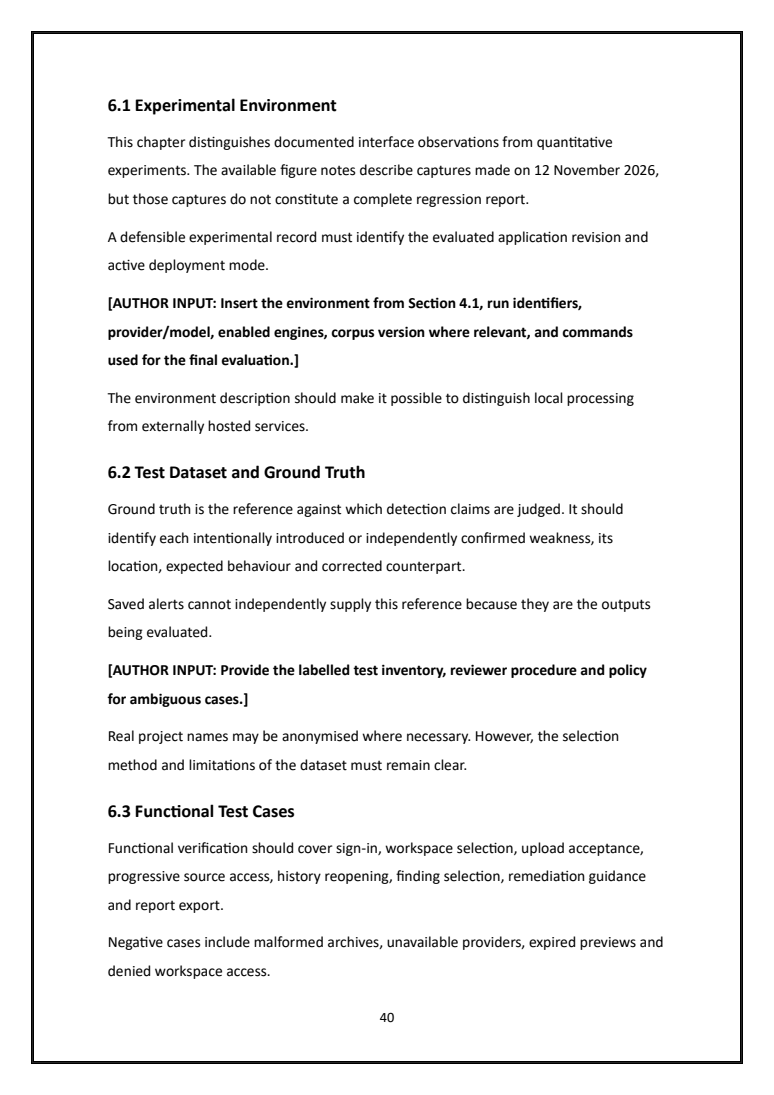 6.1 Experimental Environment
This chapter distinguishes documented interface observations from quantitative
experiments. The available figure notes describe captures made on 12 November 2026,
but those captures do not constitute a complete regression report.
A defensible experimental record must identify the evaluated application revision and
active deployment mode.
[AUTHOR INPUT: Insert the environment from Section 4.1, run identifiers,
provider/model, enabled engines, corpus version where relevant, and commands
used for the final evaluation.]
The environment description should make it possible to distinguish local processing
from externally hosted services.
6.2 Test Dataset and Ground Truth
Ground truth is the reference against which detection claims are judged. It should
identify each intentionally introduced or independently confirmed weakness, its
location, expected behaviour and corrected counterpart.
Saved alerts cannot independently supply this reference because they are the outputs
being evaluated.
[AUTHOR INPUT: Provide the labelled test inventory, reviewer procedure and policy
for ambiguous cases.]
Real project names may be anonymised where necessary. However, the selection
method and limitations of the dataset must remain clear.
6.3 Functional Test Cases
Functional verification should cover sign-in, workspace selection, upload acceptance,
progressive source access, history reopening, finding selection, remediation guidance
and report export.
Negative cases include malformed archives, unavailable providers, expired previews and
denied workspace access.
40